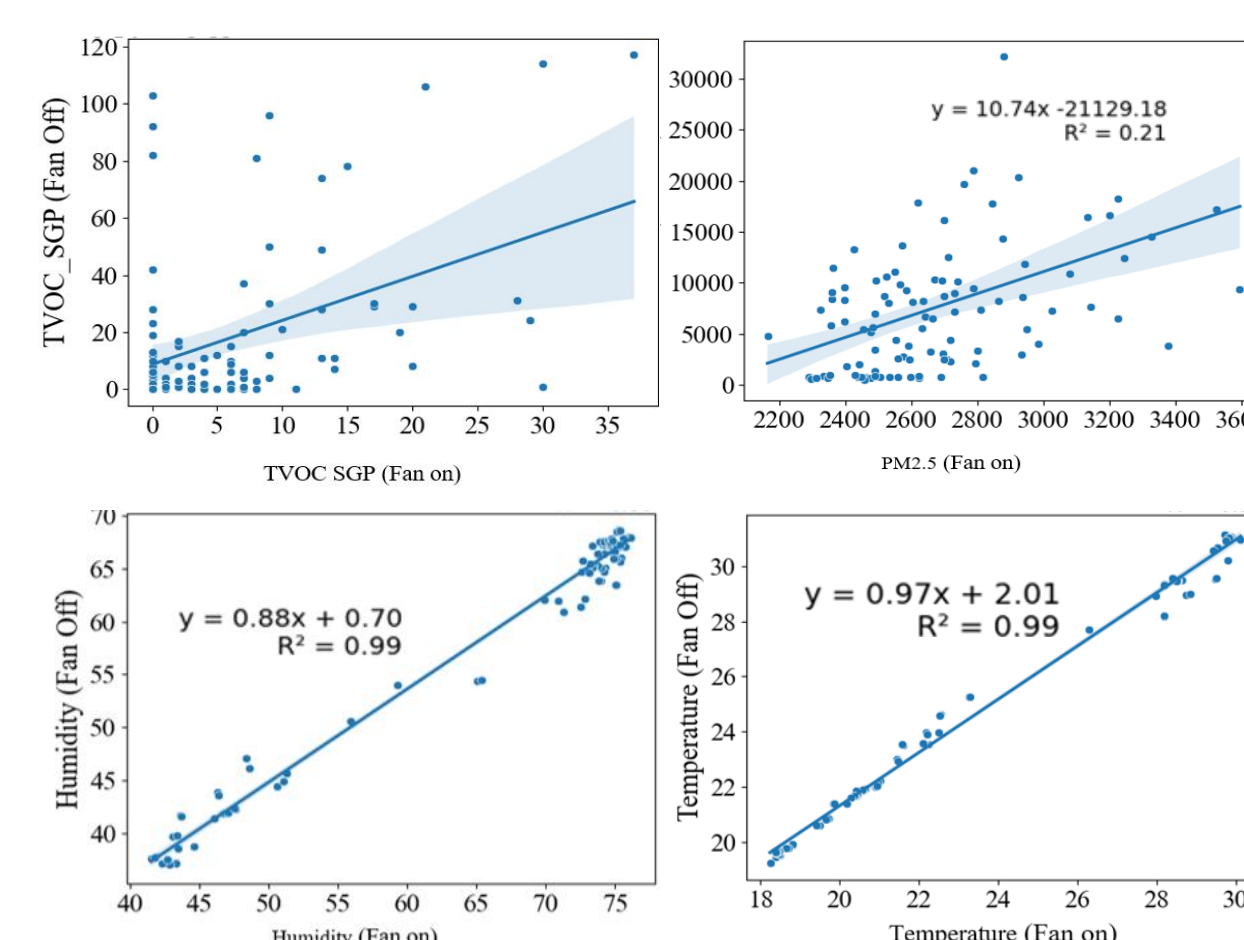 120
100
80
60
40
20
0
TVOC_SGP (Fan Off)
0 5 10 15 20 25 30 35
TVOC SGP (Fan on)
30000
25000
20000
15000
10000
5000
0
y = 10.74x -21129.18
R² = 0.21
2200 2400 2600 2800 3000 3200 3400 360
PM2.5 (Fan on)
70
65
60
55
50
45
40
Humidity (Fan Off)
y = 0.88x + 0.70
R² = 0.99
40 45 50 55 60 65 70 75
Humidity (Fan on)
30
28
26
24
22
20
Temperature (Fan Off)
y = 0.97x + 2.01
R² = 0.99
18 20 22 24 26 28 30
Temperature (Fan on)